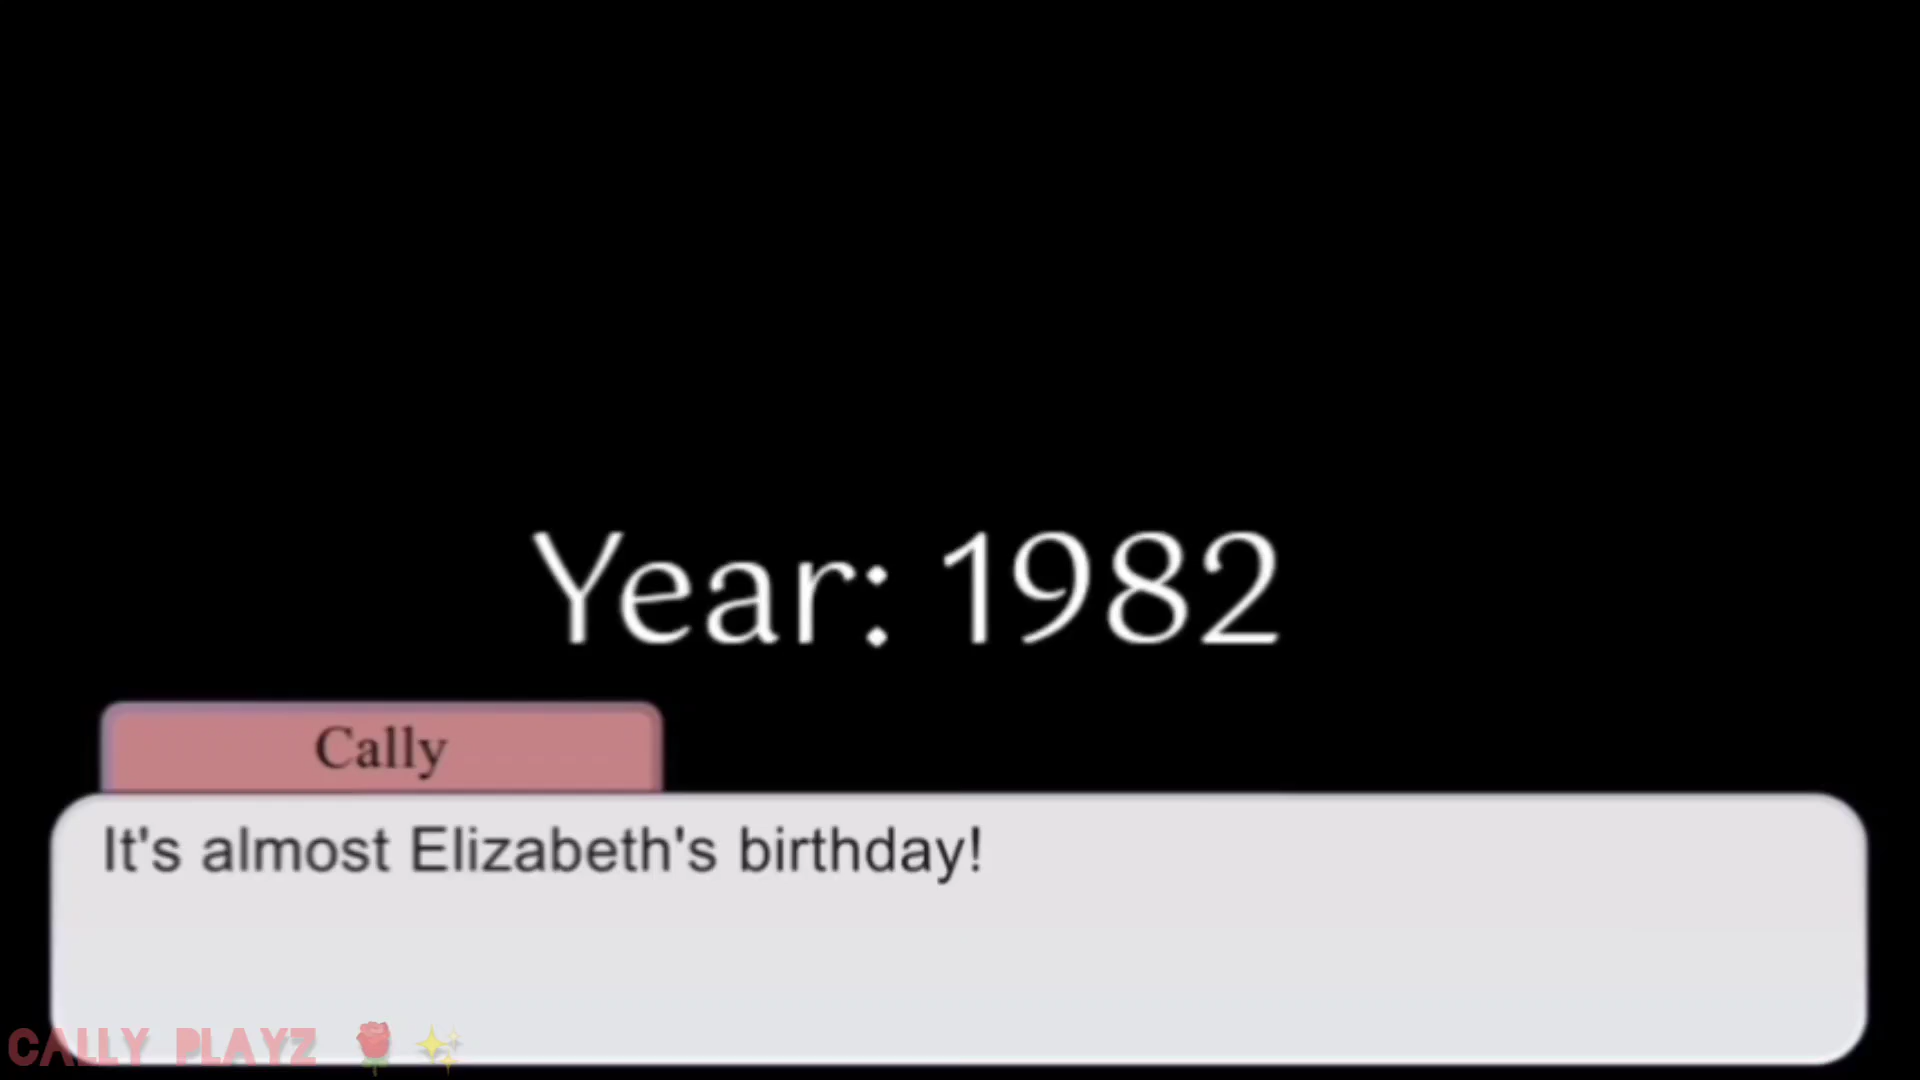 Year: 1982
Cally
It's almost Elizabeth's birthday!
CALLY PLAYZ 🌹 ✨